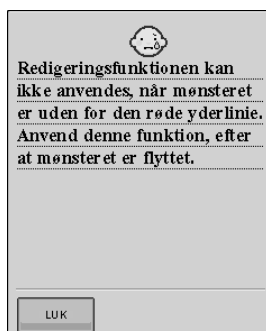 Redigeringsfunktionen kan
ikke anvendes, når mønsteret
er uden for den røde yderlinie.
Anvend denne funktion, efter
at mønsteret er flyttet.
LUK